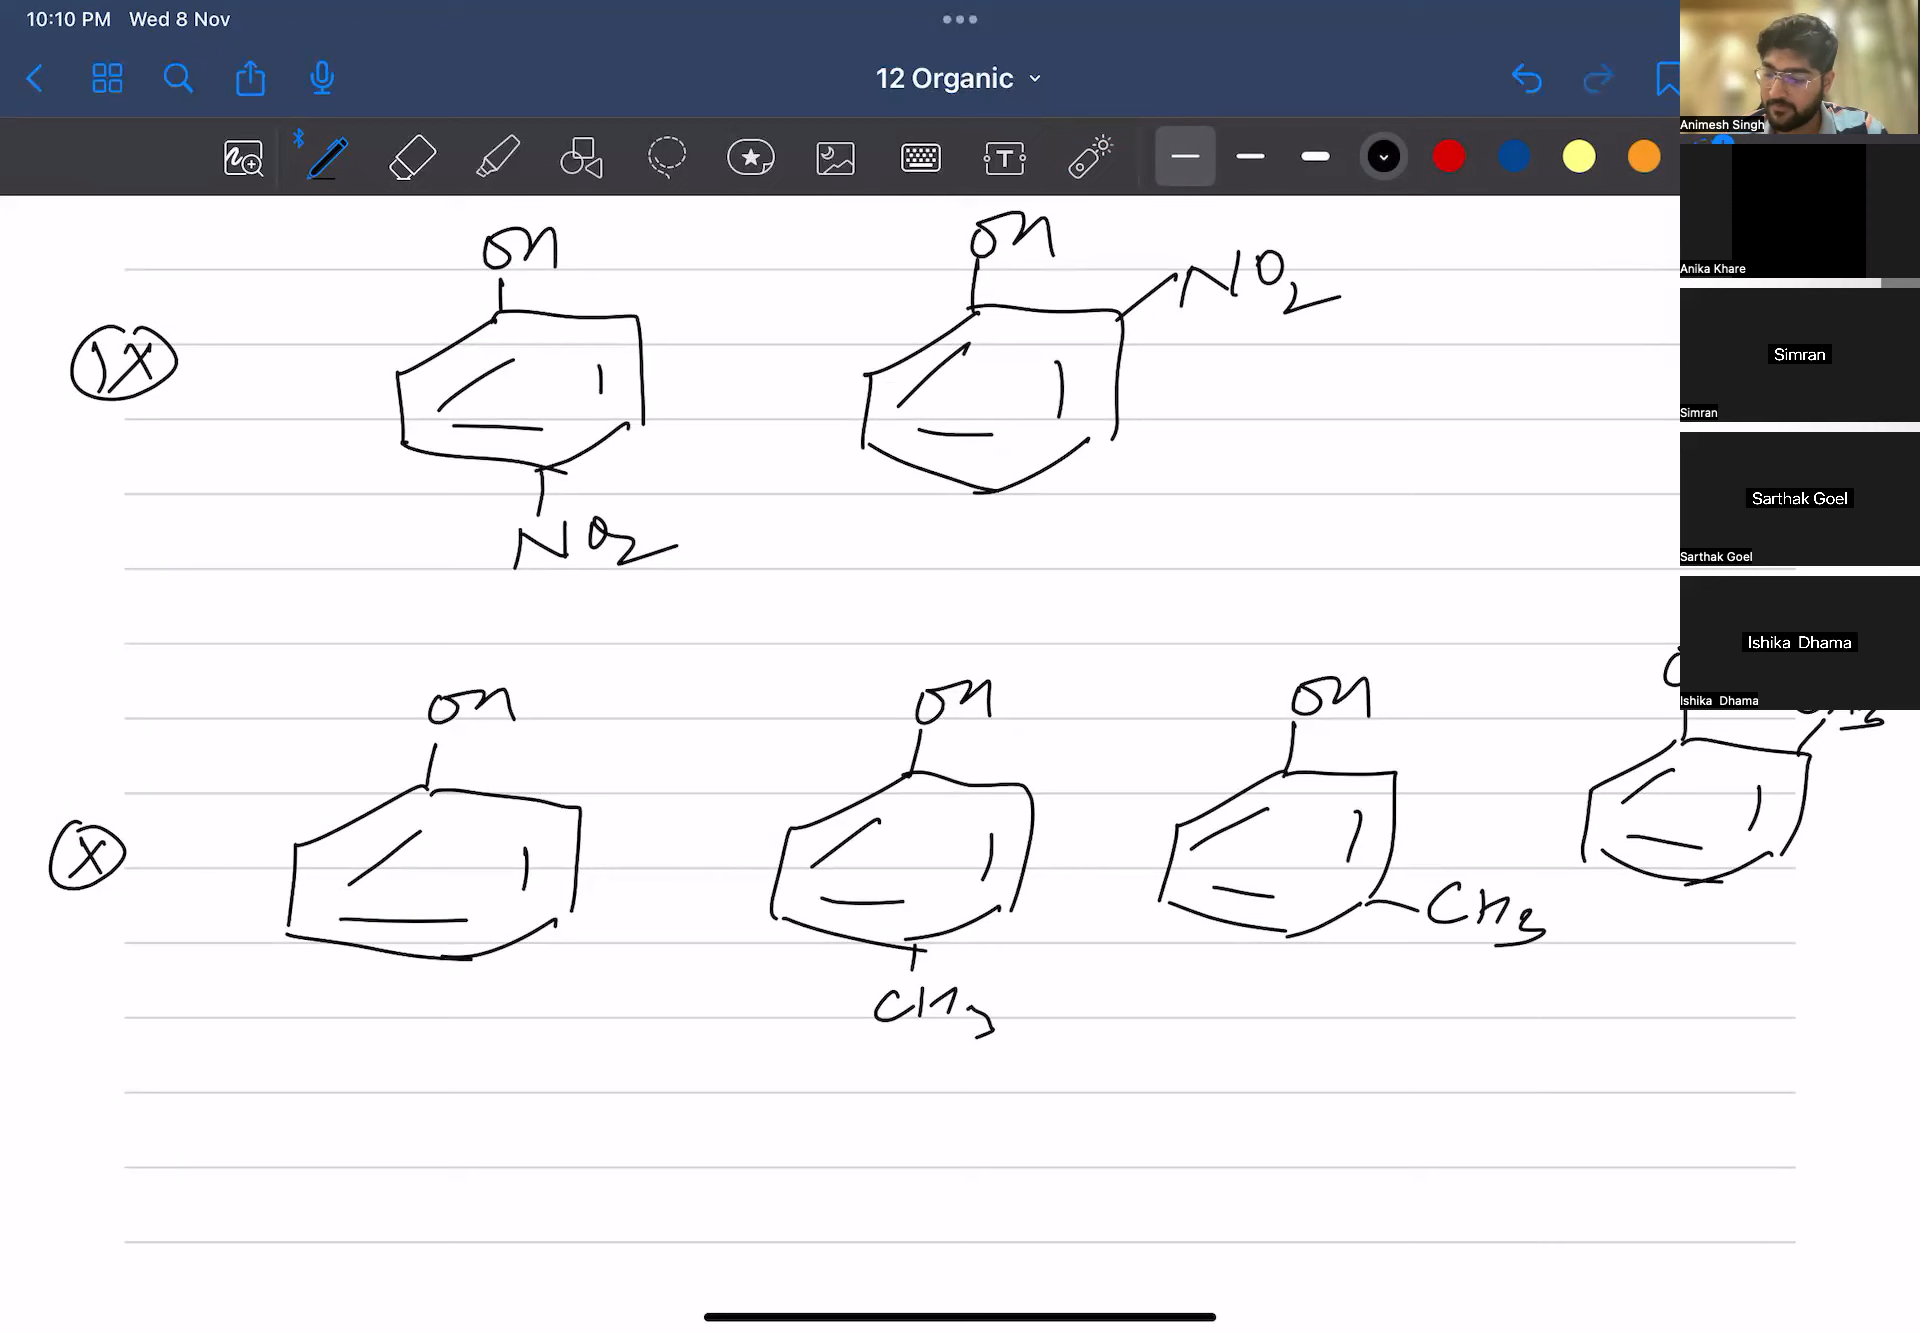 10:10 PM Wed 8 Nov
12 Organic
T
Animesh Singh
Anika Khare
Simran
Simran
Sarthak Goel
Sarthak Goel
Ishika Dhama
Ishika Dhama
IX
OH
NO2
OH
NO2
X
OH
OH
CH3
OH
CH3